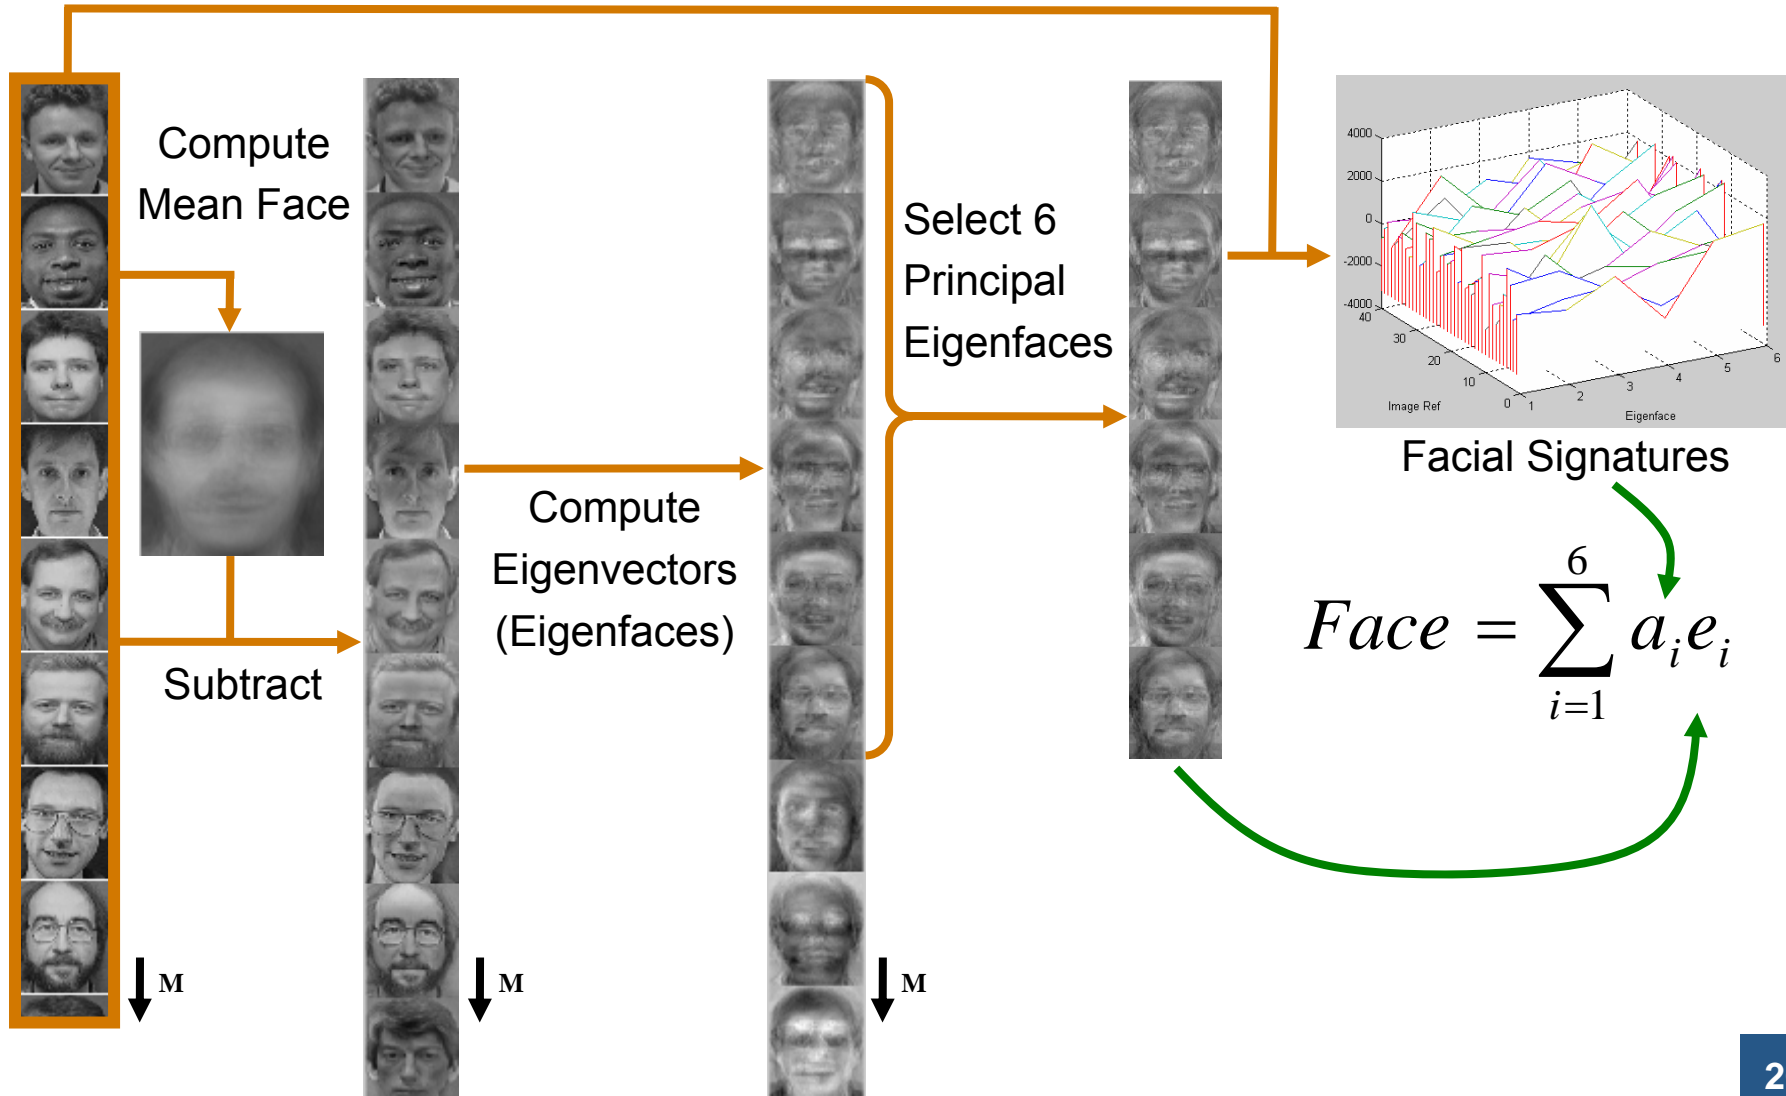 Compute
Mean Face
Subtract
M
Compute
Eigenvectors
(Eigenfaces)
M
Select 6
Principal
Eigenfaces
M
4000
2000
0
-2000
-4000
40
30
20
10
0
1
2
3
4
5
6
Image Ref
Eigenface
Facial Signatures
Face = ∑_{i=1}^{6} a_i e_i
2